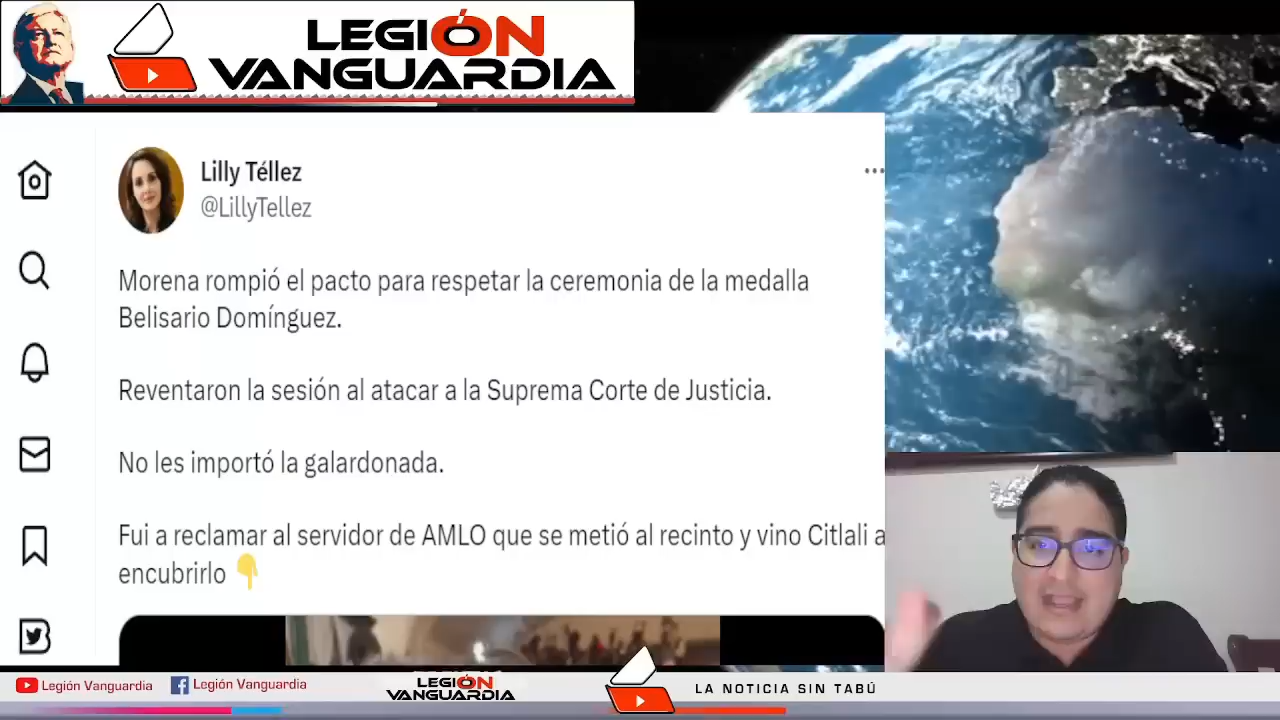 LEGIÓN
VANGUARDIA
Lilly Téllez
@LillyTellez
Morena rompió el pacto para respetar la ceremonia de la medalla
Belisario Domínguez.
Reventaron la sesión al atacar a la Suprema Corte de Justicia.
No les importó la galardonada.
Fui a reclamar al servidor de AMLO que se metió al recinto y vino Citlali a
encubrirlo 👇
Legión Vanguardia
Legión Vanguardia
LEGIÓN
VANGUARDIA
LA NOTICIA SIN TABÚ